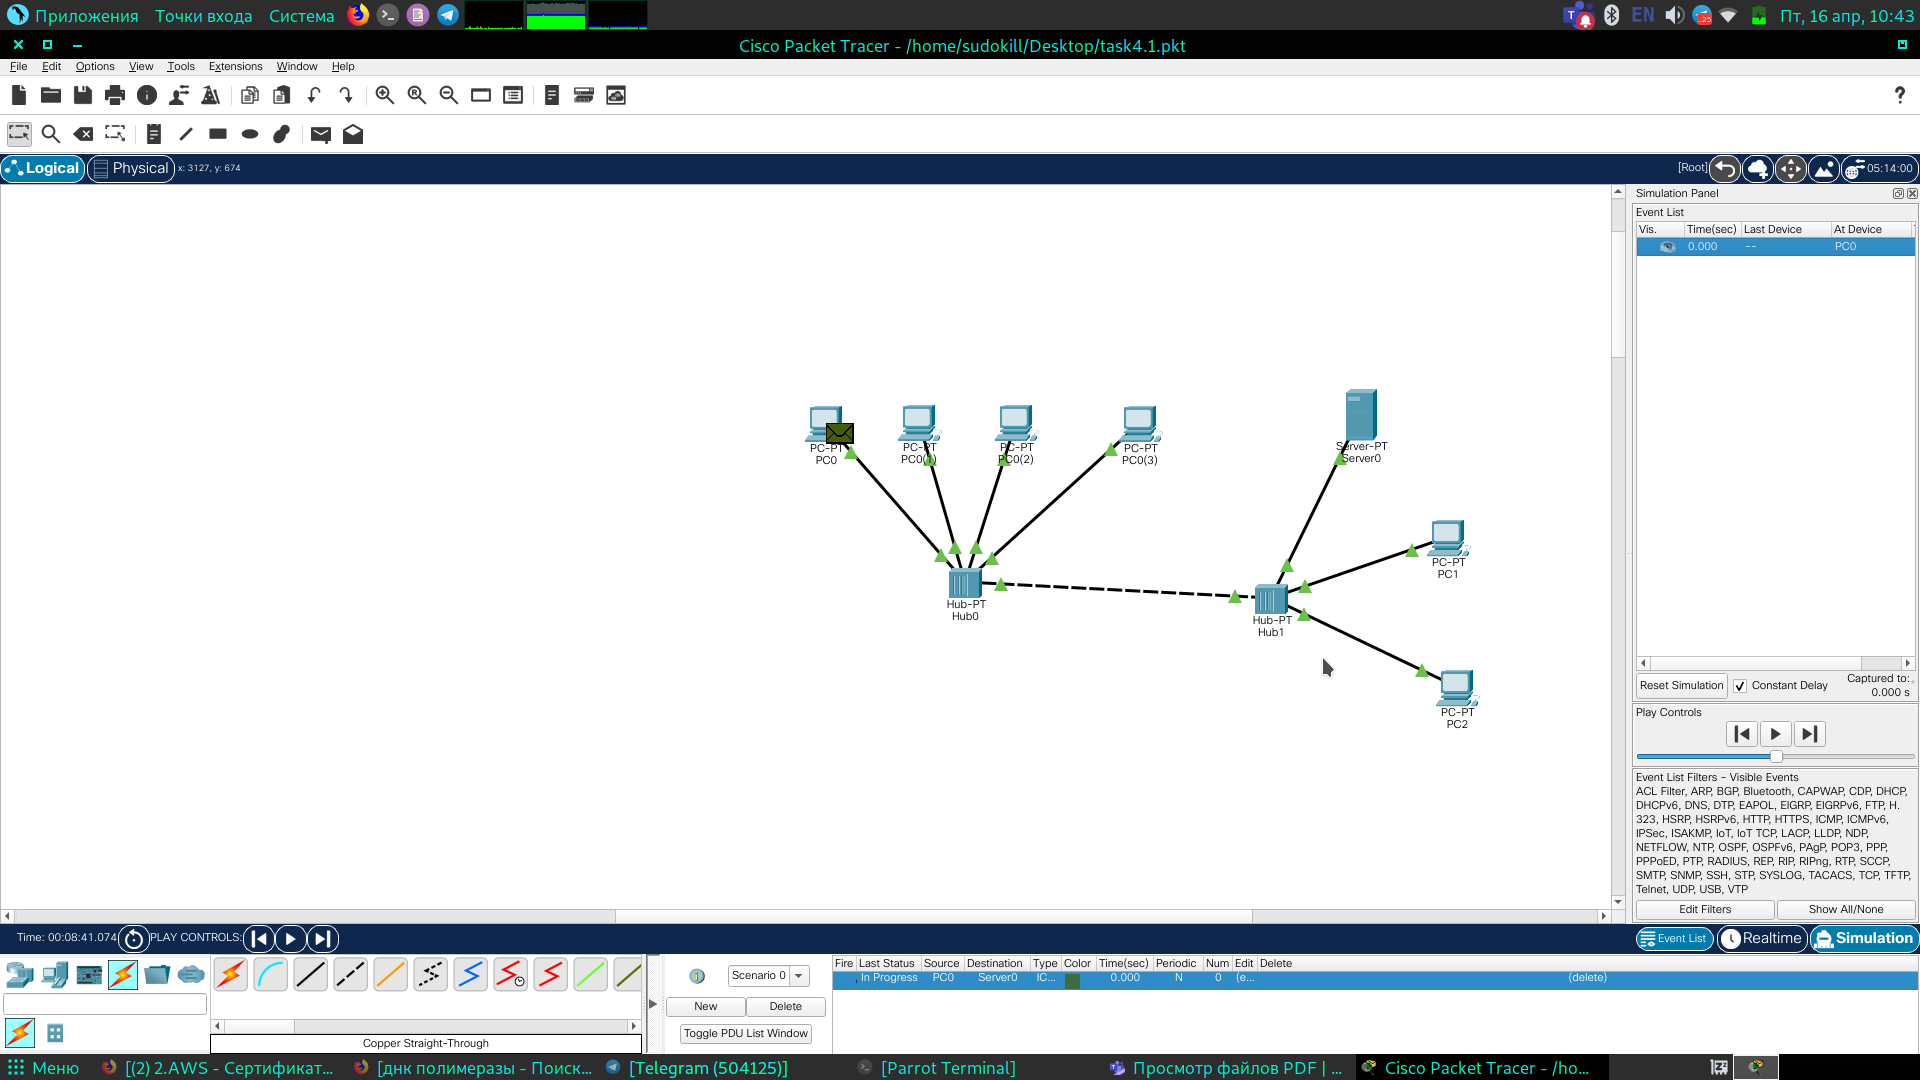 Приложения Точки входа Система EN Пт, 16 апр, 10:43
Cisco Packet Tracer - /home/sudokill/Desktop/task4.1.pkt
File Edit Options View Tools Extensions Window Help
Logical Physical x: 3127, y: 674 [Root] 05:14:00
Simulation Panel
Event List
Vis. Time(sec) Last Device At Device
0.000 -- PC0
PC-PT
PC0
PC-PT
PC0(1)
PC-PT
PC0(2)
PC-PT
PC0(3)
Server-PT
Server0
PC-PT
PC1
Hub-PT
Hub0
Hub-PT
Hub1
PC-PT
PC2
Reset Simulation Constant Delay Captured to:
0.000 s
Play Controls
Event List Filters - Visible Events
ACL Filter, ARP, BGP, Bluetooth, CAPWAP, CDP, DHCP,
DHCPv6, DNS, DTP, EAPOL, EIGRP, EIGRPv6, FTP, H.
323, HSRP, HSRPv6, HTTP, HTTPS, ICMP, ICMPv6,
IPSec, ISAKMP, IoT, IoT TCP, LACP, LLDP, NDP,
NETFLOW, NTP, OSPF, OSPFv6, PAgP, POP3, PPP,
PPPoED, PTP, RADIUS, REP, RIP, RIPng, RTP, SCCP,
SMTP, SNMP, SSH, STP, SYSLOG, TACACS, TCP, TFTP,
Telnet, UDP, USB, VTP
Edit Filters Show All/None
Time: 00:08:41.074 PLAY CONTROLS: Event List Realtime Simulation
Scenario 0
New Delete
Toggle PDU List Window
Fire Last Status Source Destination Type Color Time(sec) Periodic Num Edit Delete
In Progress PC0 Server0 IC... 0.000 N 0 (e... (delete)
Copper Straight-Through
Меню [(2) 2.AWS - Сертификат... [днк полимеразы - Поиск... [Telegram (504125)] [Parrot Terminal] Просмотр файлов PDF | ... Cisco Packet Tracer - /ho...